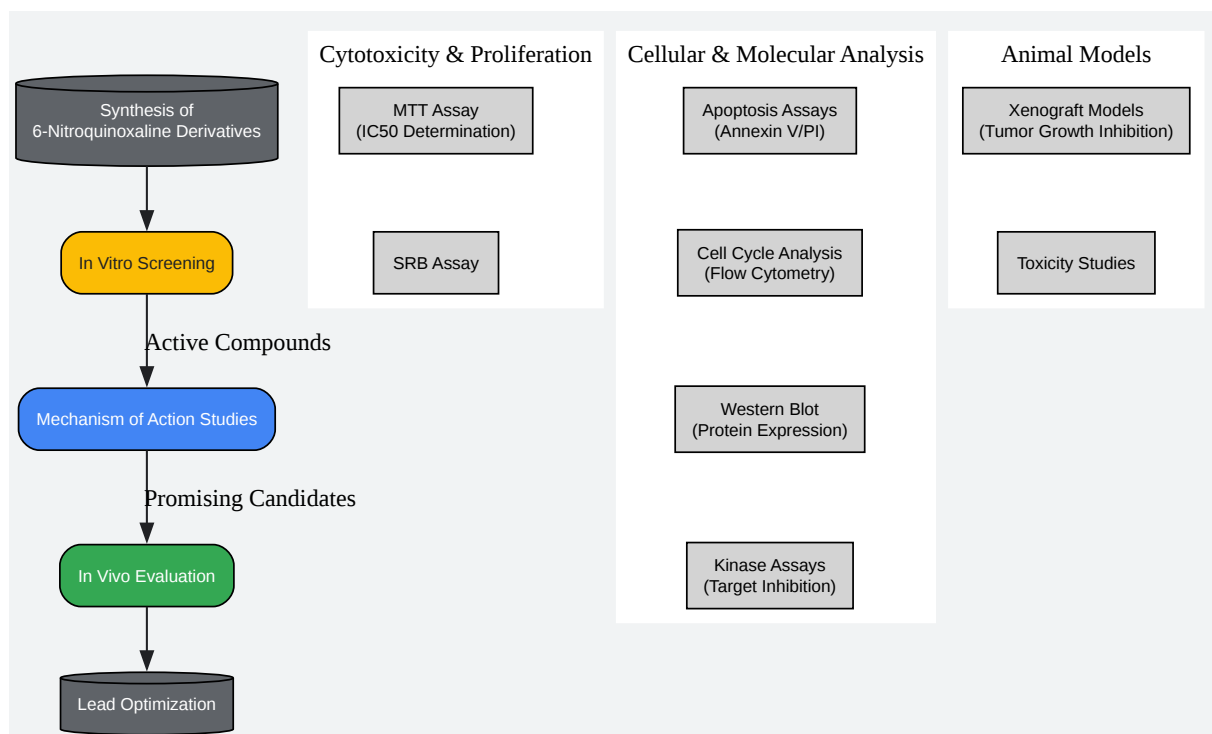 Synthesis of
6-Nitroquinoxaline Derivatives
In Vitro Screening
Active Compounds
Mechanism of Action Studies
Promising Candidates
In Vivo Evaluation
Lead Optimization
Cytotoxicity & Proliferation
MTT Assay
(IC50 Determination)
SRB Assay
Cellular & Molecular Analysis
Apoptosis Assays
(Annexin V/PI)
Cell Cycle Analysis
(Flow Cytometry)
Western Blot
(Protein Expression)
Kinase Assays
(Target Inhibition)
Animal Models
Xenograft Models
(Tumor Growth Inhibition)
Toxicity Studies